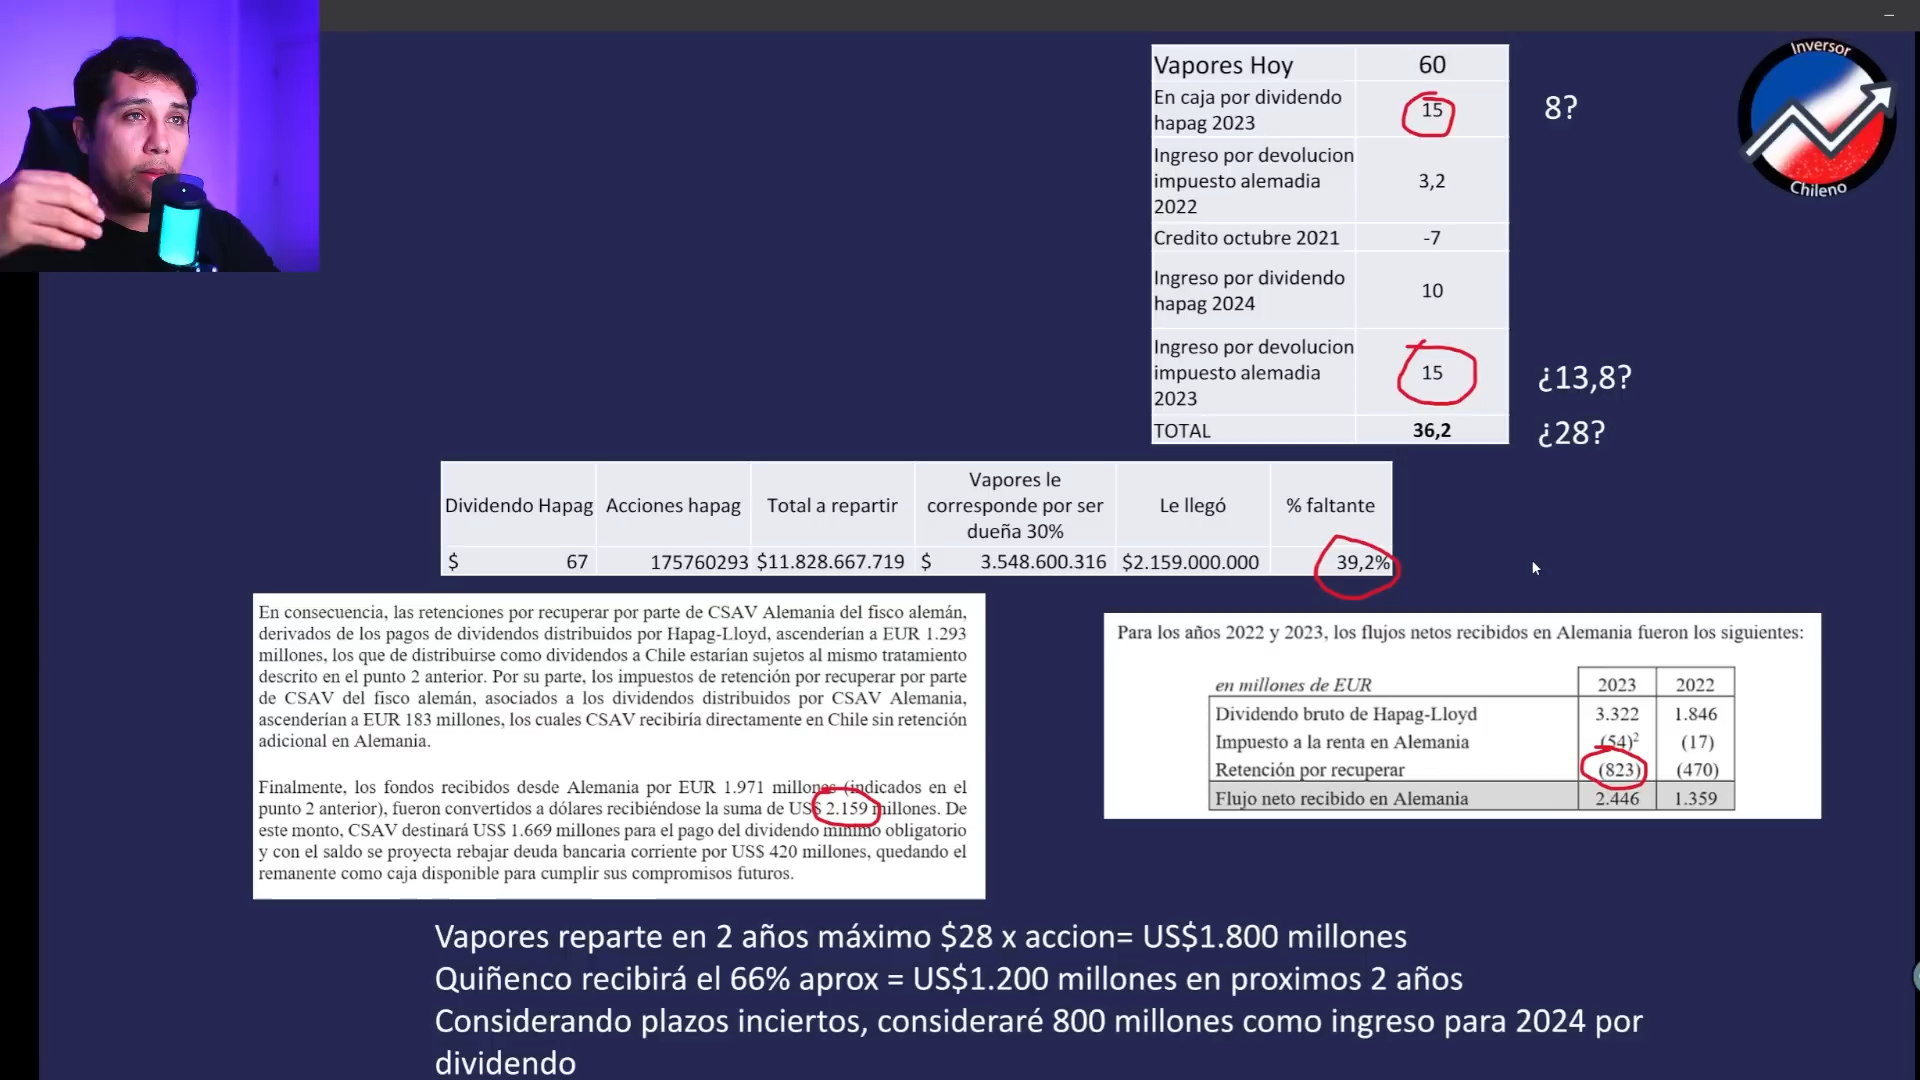 Inversor
Chileno
Vapores Hoy 60
En caja por dividendo
hapag 2023 15 8?
Ingreso por devolucion
impuesto alemadia 3,2
2022
Credito octubre 2021 -7
Ingreso por dividendo
hapag 2024 10
Ingreso por devolucion
impuesto alemadia 15 ¿13,8?
2023
TOTAL 36,2 ¿28?
Dividendo Hapag Acciones hapag Total a repartir Vapores le corresponde por ser dueña 30% Le llegó % faltante
$ 67 175760293 $11.828.667.719 $ 3.548.600.316 $2.159.000.000 39,2%
En consecuencia, las retenciones por recuperar por parte de CSAV Alemania del fisco alemán,
derivados de los pagos de dividendos distribuidos por Hapag-Lloyd, ascenderían a EUR 1.293
millones, los que de distribuirse como dividendos a Chile estarían sujetos al mismo tratamiento
descrito en el punto 2 anterior. Por su parte, los impuestos de retención por recuperar por parte
de CSAV del fisco alemán, asociados a los dividendos distribuidos por CSAV Alemania,
ascenderían a EUR 183 millones, los cuales CSAV recibiría directamente en Chile sin retención
adicional en Alemania.
Finalmente, los fondos recibidos desde Alemania por EUR 1.971 millones (indicados en el
punto 2 anterior), fueron convertidos a dólares recibiéndose la suma de US$ 2.159 millones. De
este monto, CSAV destinará US$ 1.669 millones para el pago del dividendo mínimo obligatorio
y con el saldo se proyecta rebajar deuda bancaria corriente por US$ 420 millones, quedando el
remanente como caja disponible para cumplir sus compromisos futuros.
Para los años 2022 y 2023, los flujos netos recibidos en Alemania fueron los siguientes:
en millones de EUR 2023 2022
Dividendo bruto de Hapag-Lloyd 3.322 1.846
Impuesto a la renta en Alemania (54)² (17)
Retención por recuperar (823) (470)
Flujo neto recibido en Alemania 2.446 1.359
Vapores reparte en 2 años máximo $28 x accion= US$1.800 millones
Quiñenco recibirá el 66% aprox = US$1.200 millones en proximos 2 años
Considerando plazos inciertos, consideraré 800 millones como ingreso para 2024 por
dividendo